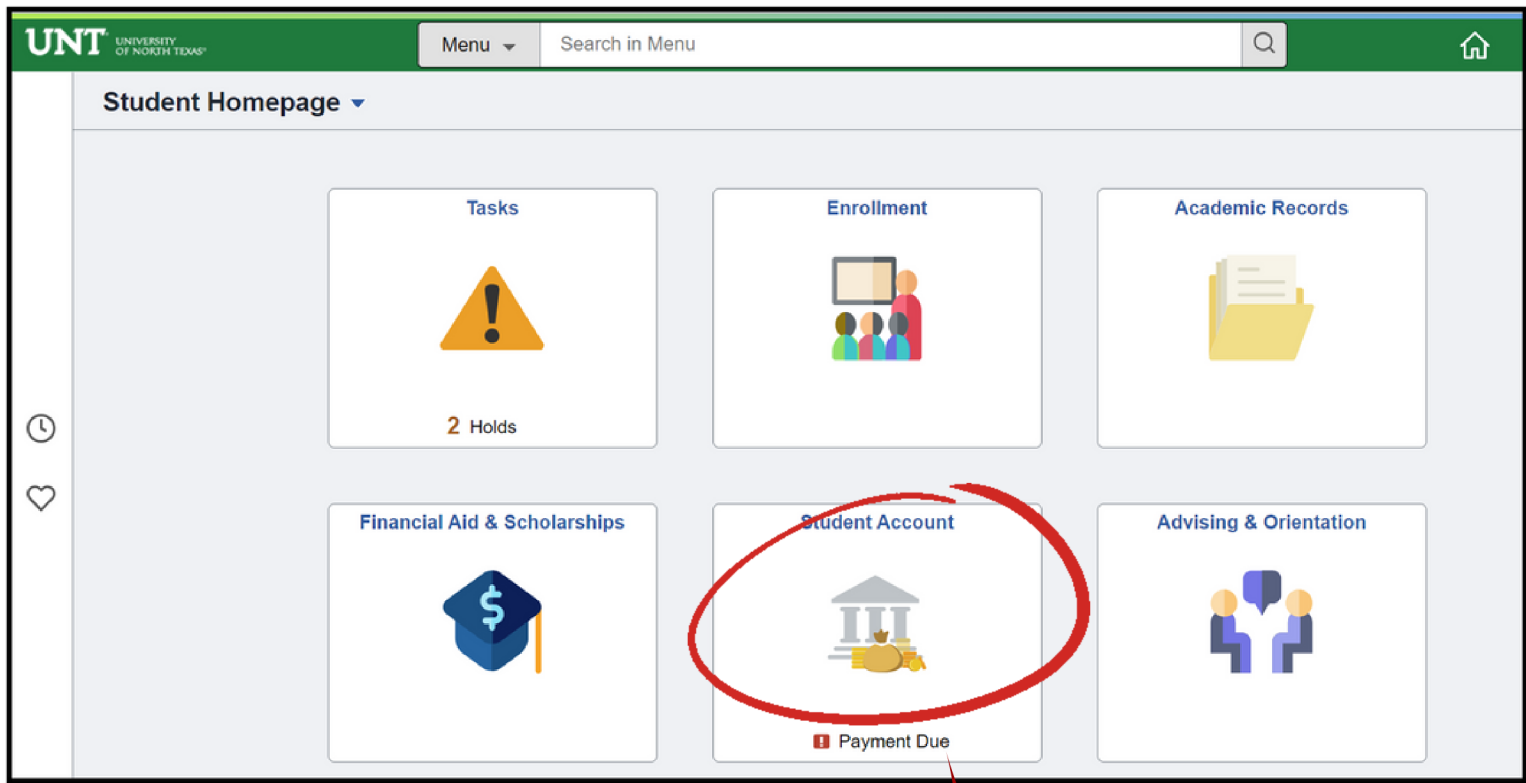 UNT UNIVERSITY
OF NORTH TEXAS®
Menu
Search in Menu
Student Homepage
Tasks
Enrollment
Academic Records
2 Holds
Financial Aid & Scholarships
Student Account
Advising & Orientation
$
! Payment Due